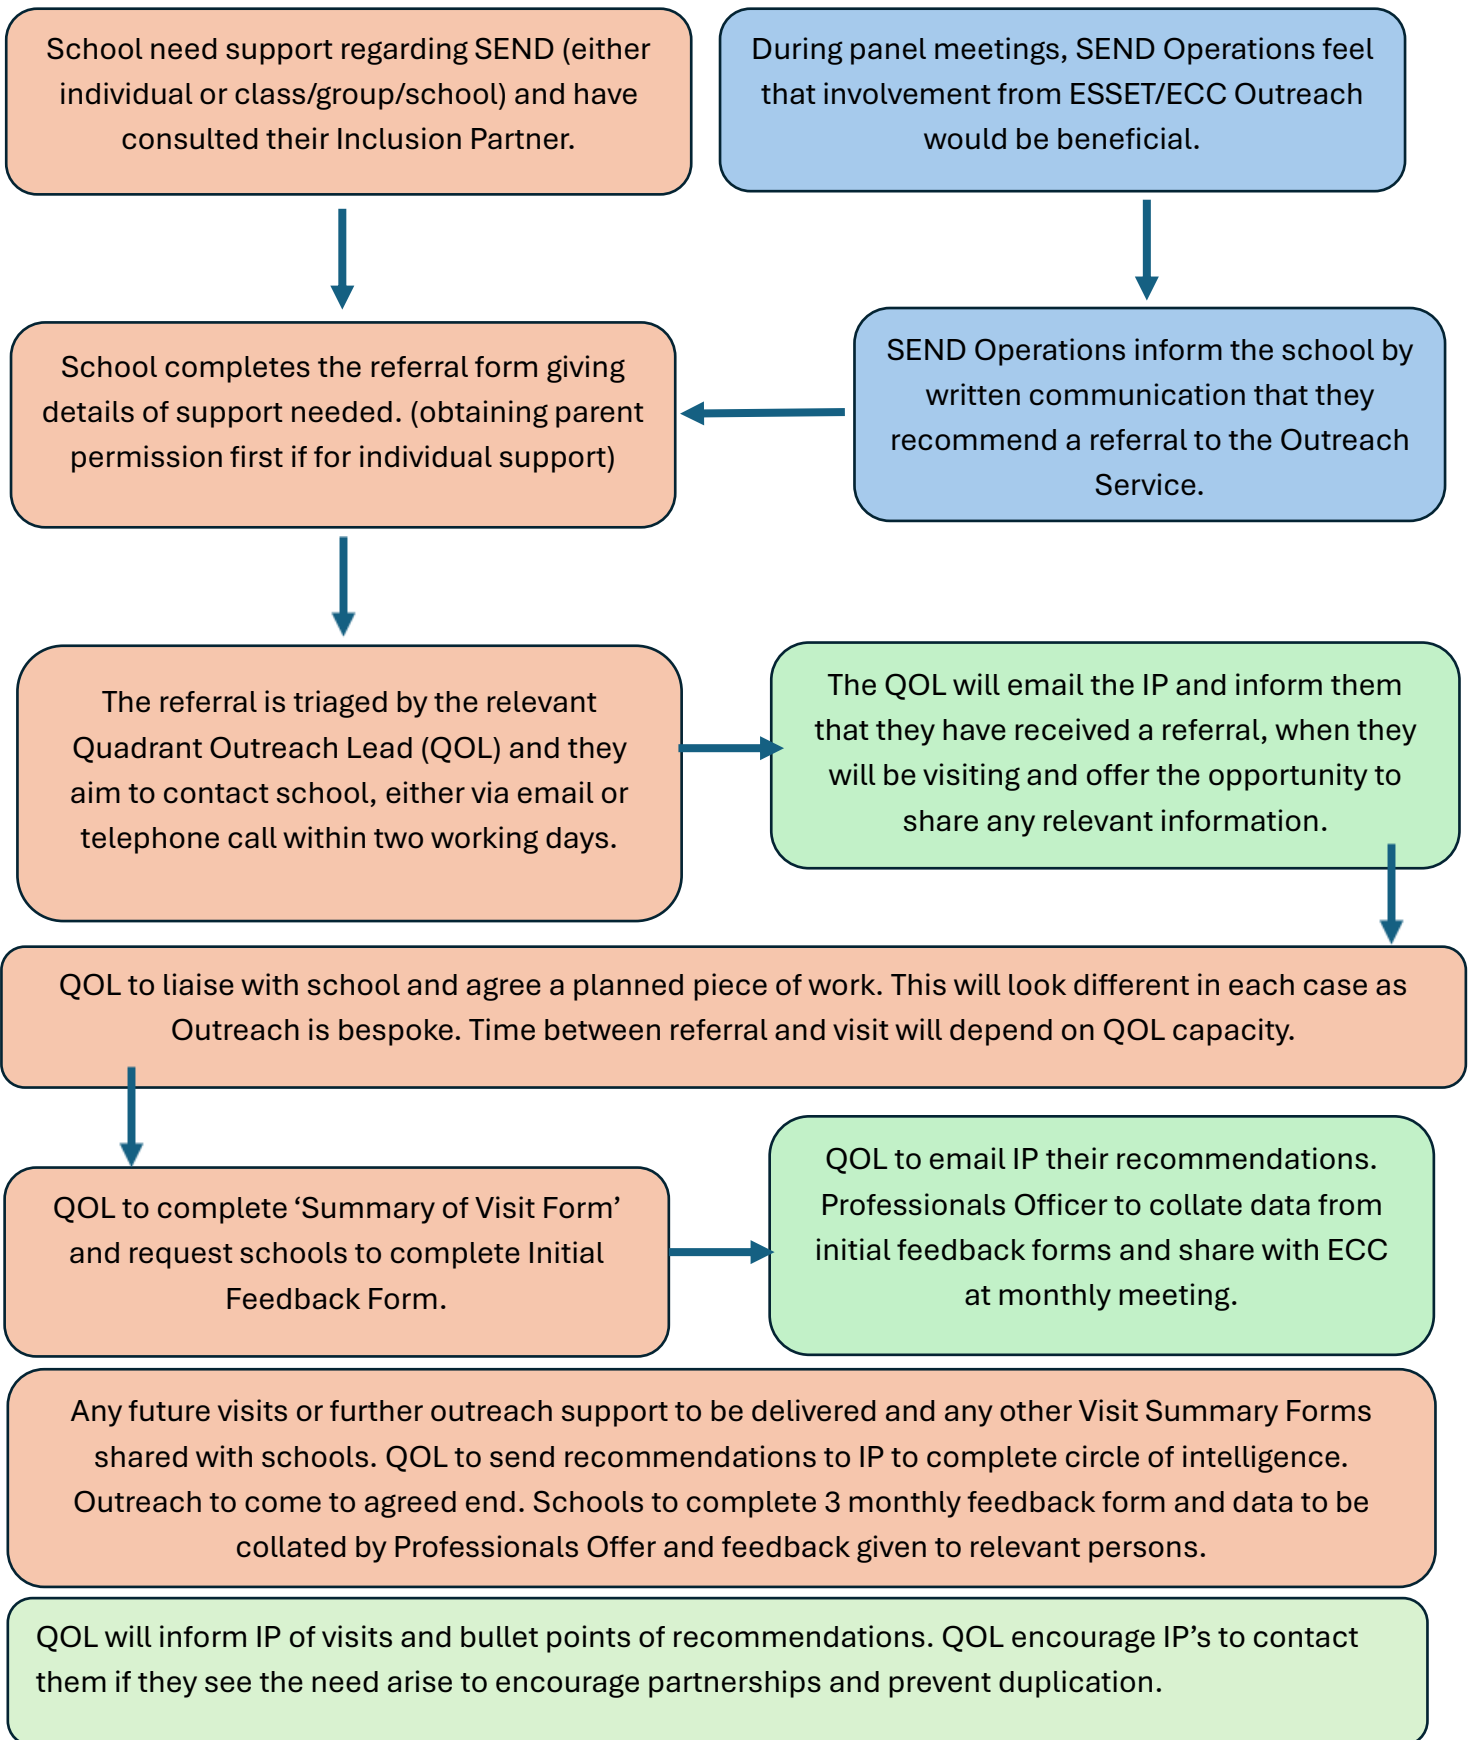 School need support regarding SEND (either
individual or class/group/school) and have
consulted their Inclusion Partner.
During panel meetings, SEND Operations feel
that involvement from ESSET/ECC Outreach
would be beneficial.
School completes the referral form giving
details of support needed. (obtaining parent
permission first if for individual support)
SEND Operations inform the school by
written communication that they
recommend a referral to the Outreach
Service.
The referral is triaged by the relevant
Quadrant Outreach Lead (QOL) and they
aim to contact school, either via email or
telephone call within two working days.
The QOL will email the IP and inform them
that they have received a referral, when they
will be visiting and offer the opportunity to
share any relevant information.
QOL to liaise with school and agree a planned piece of work. This will look different in each case as
Outreach is bespoke. Time between referral and visit will depend on QOL capacity.
QOL to complete ‘Summary of Visit Form’
and request schools to complete Initial
Feedback Form.
QOL to email IP their recommendations.
Professionals Officer to collate data from
initial feedback forms and share with ECC
at monthly meeting.
Any future visits or further outreach support to be delivered and any other Visit Summary Forms
shared with schools. QOL to send recommendations to IP to complete circle of intelligence.
Outreach to come to agreed end. Schools to complete 3 monthly feedback form and data to be
collated by Professionals Offer and feedback given to relevant persons.
QOL will inform IP of visits and bullet points of recommendations. QOL encourage IP’s to contact
them if they see the need arise to encourage partnerships and prevent duplication.